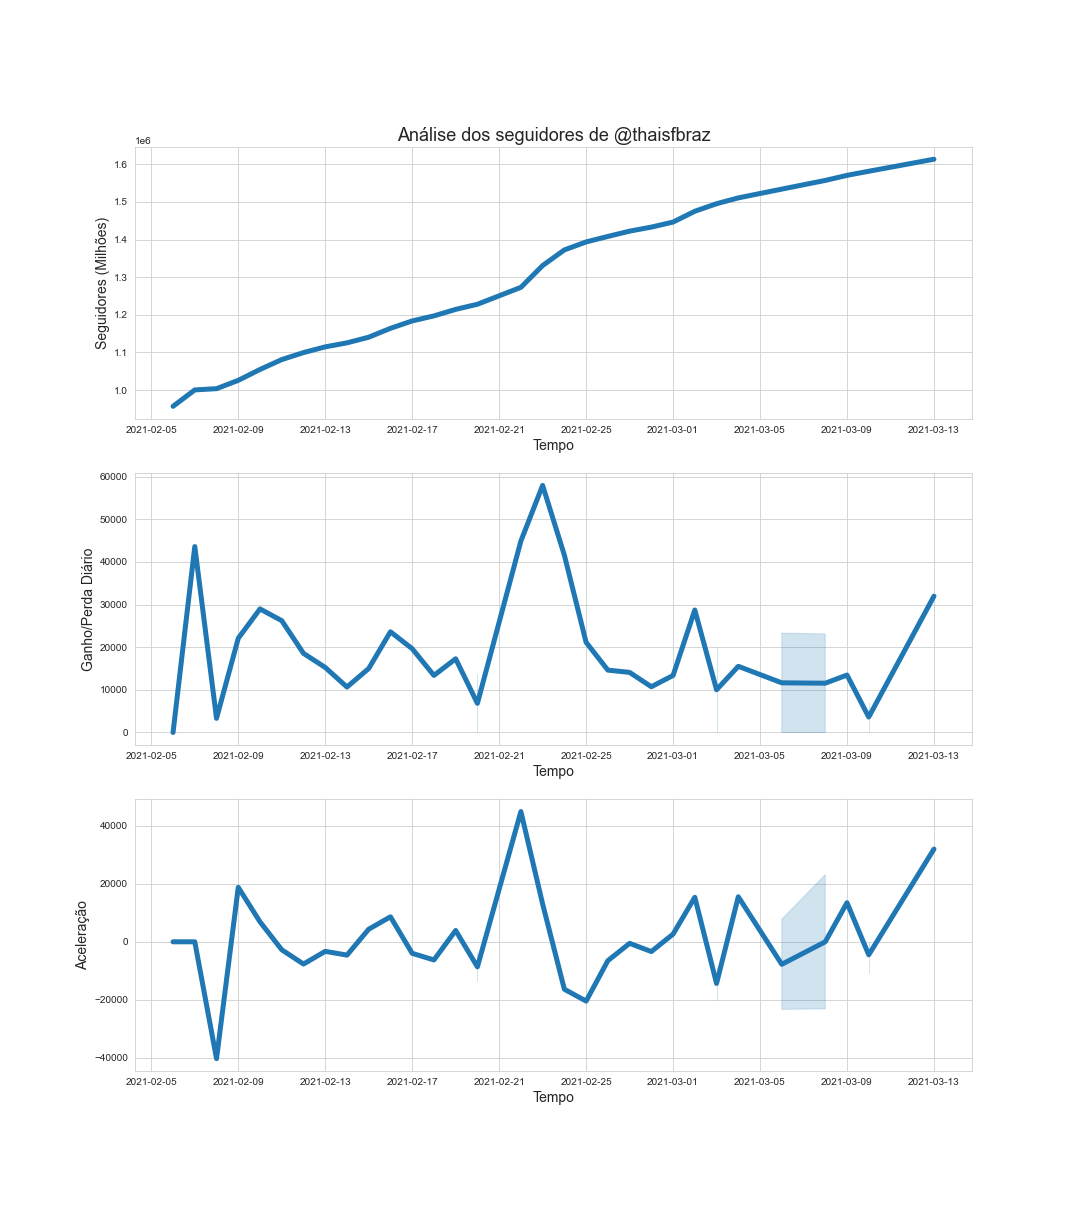 Análise dos seguidores de @thaisfbraz
1e6
Seguidores (Milhões)
1.6
1.5
1.4
1.3
1.2
1.1
1.0
2021-02-05 2021-02-09 2021-02-13 2021-02-17 2021-02-21 2021-02-25 2021-03-01 2021-03-05 2021-03-09 2021-03-13
Tempo
Ganho/Perda Diário
60000
50000
40000
30000
20000
10000
0
2021-02-05 2021-02-09 2021-02-13 2021-02-17 2021-02-21 2021-02-25 2021-03-01 2021-03-05 2021-03-09 2021-03-13
Tempo
Aceleração
40000
20000
0
−20000
−40000
2021-02-05 2021-02-09 2021-02-13 2021-02-17 2021-02-21 2021-02-25 2021-03-01 2021-03-05 2021-03-09 2021-03-13
Tempo